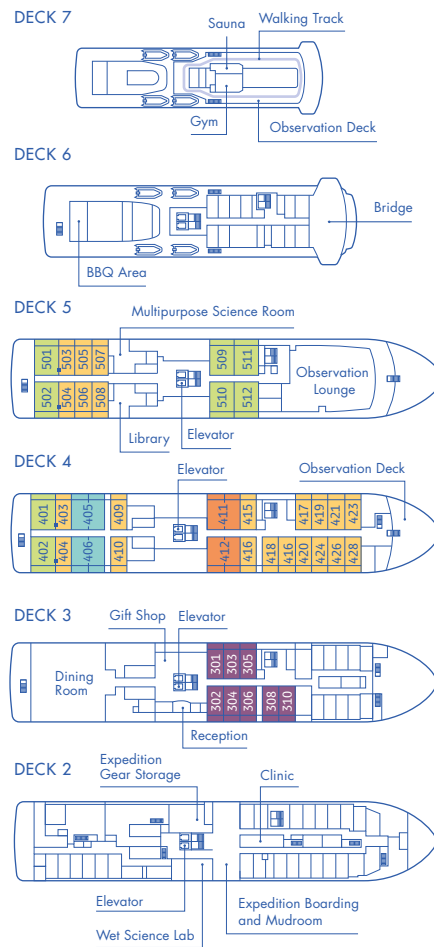 DECK 7
Sauna
Walking Track
Gym
Observation Deck
DECK 6
Bridge
BBQ Area
DECK 5
Multipurpose Science Room
501 503 505 507 509 511
Observation
Lounge
502 504 506 508 510 512
Library
Elevator
DECK 4
Elevator
Observation Deck
401 403 405 409 411 415 417 419 421 423
402 404 406 410 412 416 418 416 420 424 426 428
DECK 3
Gift Shop
Elevator
Dining
Room
301 303 305
302 304 306 308 310
Reception
DECK 2
Expedition
Gear Storage
Clinic
Elevator
Expedition Boarding
and Mudroom
Wet Science Lab